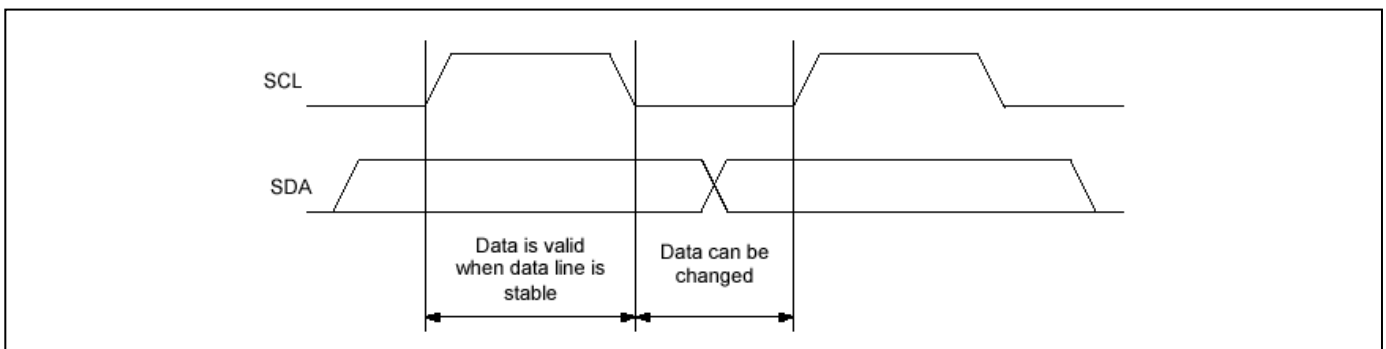 SCL
SDA
Data is valid
when data line is
stable
Data can be
changed